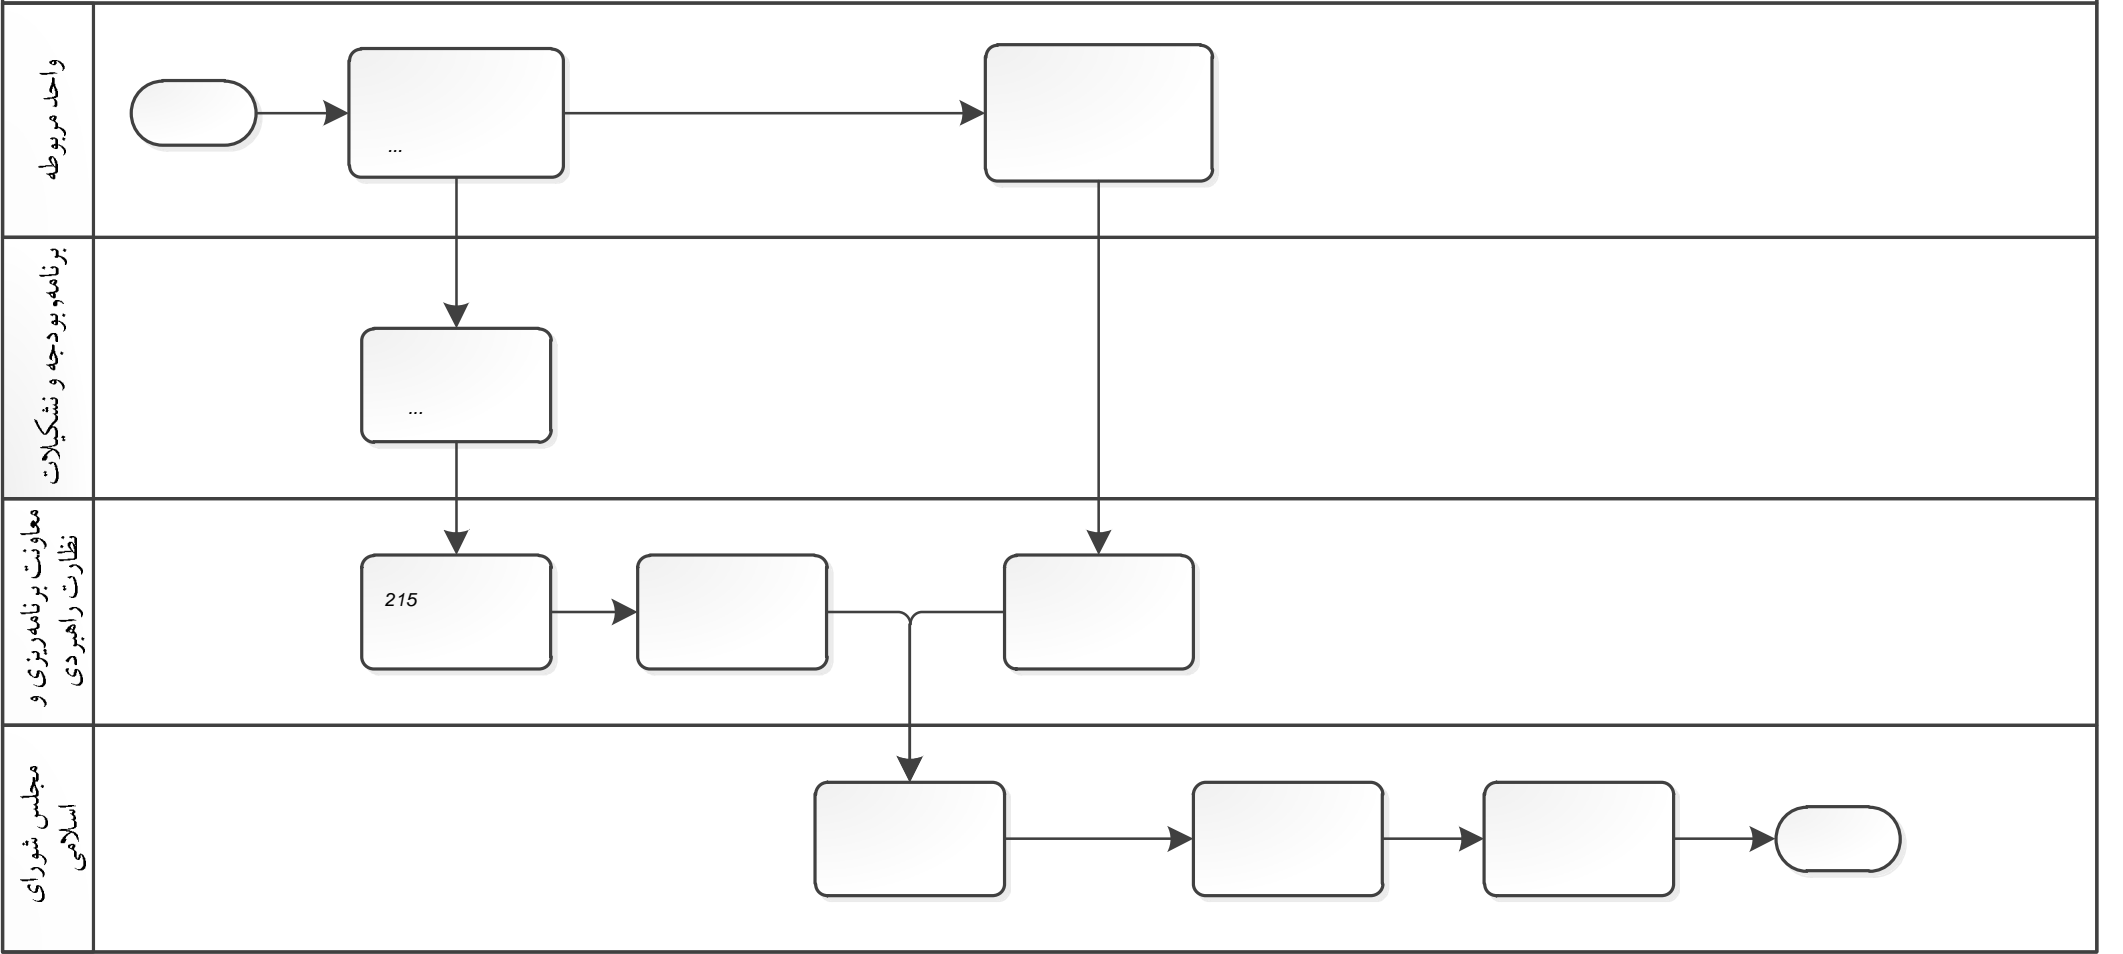 واحد مربوطه
...
برنامه‌و بودجه و تشکیلات
...
معاونت برنامه‌ریزی و
نظارت راهبردی
215
مجلس شورای
اسلامی